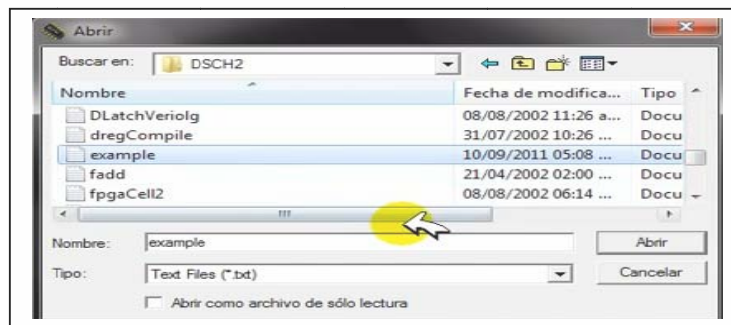 Abrir
Buscar en: DSCH2
Nombre Fecha de modifica... Tipo
DLatchVeriolg 08/08/2002 11:26 a... Docu
dregCompile 31/07/2002 10:26 ... Docu
example 10/09/2011 05:08 ... Docu
fadd 21/04/2002 02:00 ... Docu
fpgaCell2 08/08/2002 06:14 ... Docu
Nombre: example Abrir
Tipo: Text Files (*.txt) Cancelar
Abrir como archivo de sólo lectura